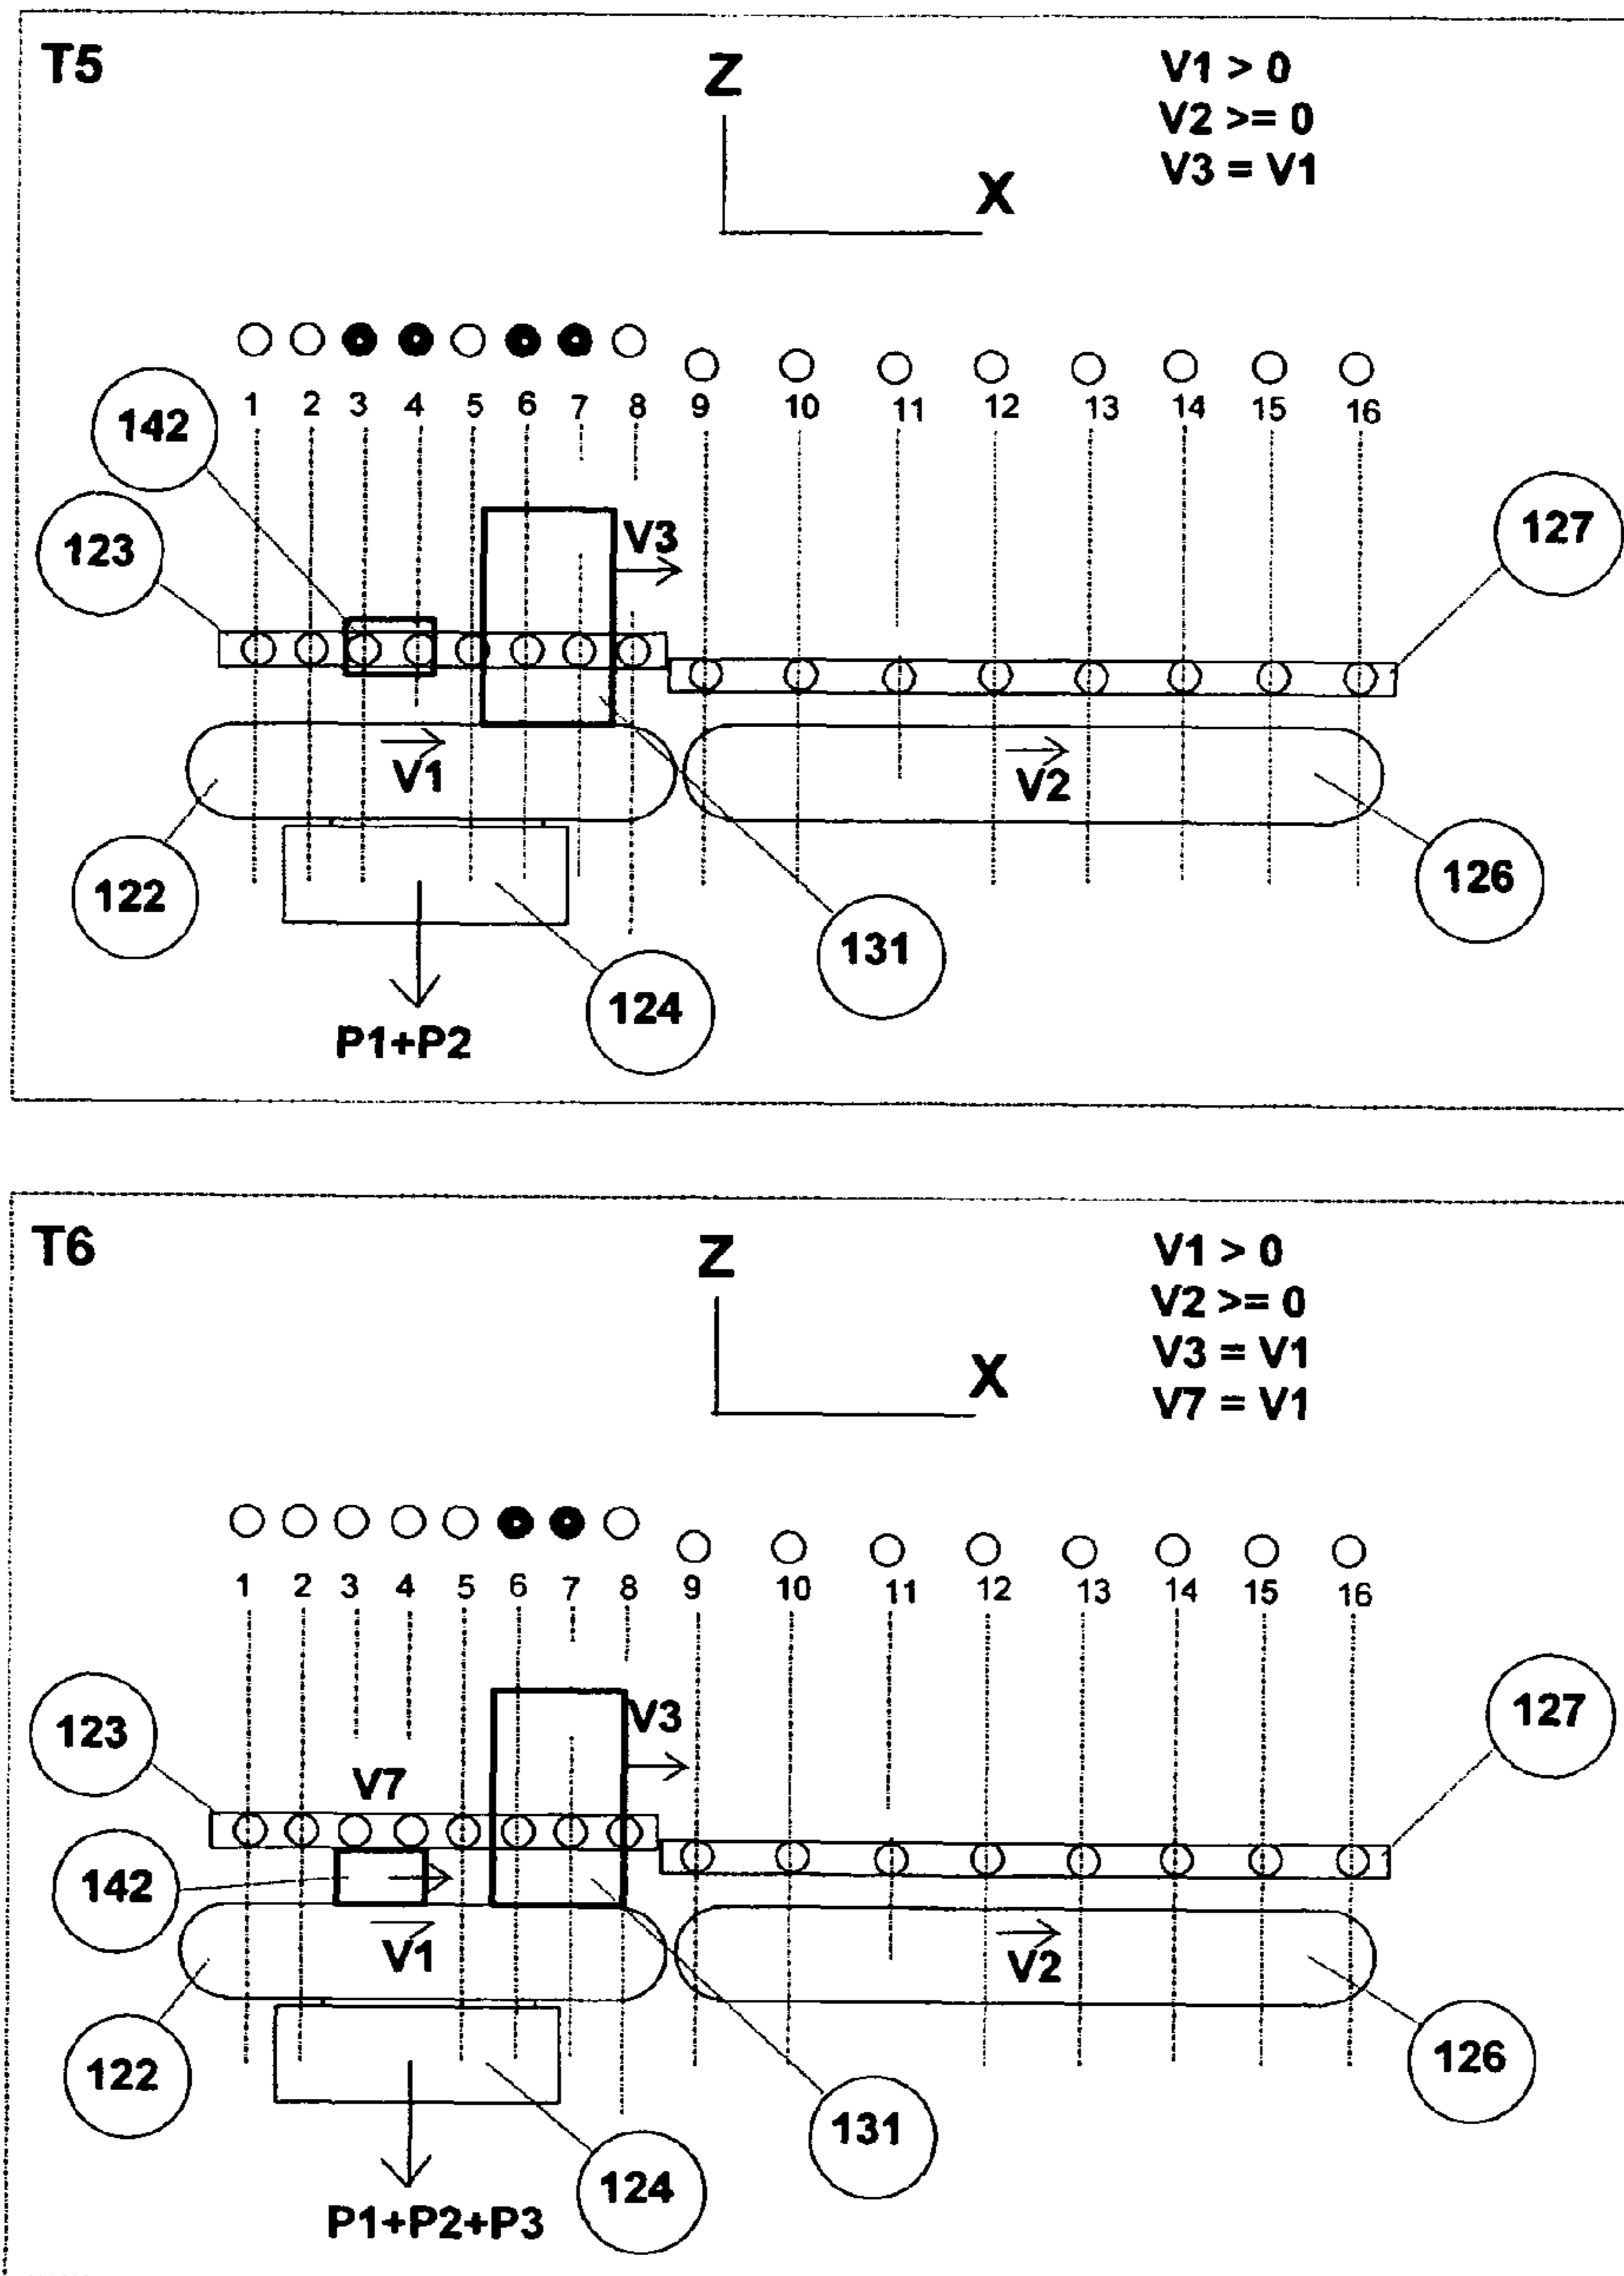 T5
Z
X
V1 > 0
V2 >= 0
V3 = V1
1 2 3 4 5 6 7 8 9 10 11 12 13 14 15 16
142
123
V3
127
V1
V2
122
126
131
124
P1+P2
T6
Z
X
V1 > 0
V2 >= 0
V3 = V1
V7 = V1
1 2 3 4 5 6 7 8 9 10 11 12 13 14 15 16
123
V3
127
V7
142
V1
V2
122
126
131
124
P1+P2+P3